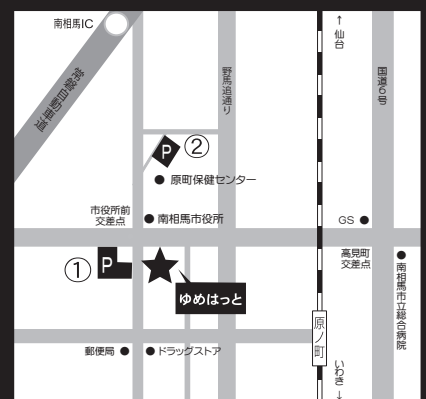 南相馬IC
常磐自動車道
野馬追通り
↑
仙台
国道6号
P
②
原町保健センター
市役所前
交差点
南相馬市役所
GS
高見町
交差点
南相馬市立総合病院
①
P
ゆめはっと
原ノ町
郵便局
ドラッグストア
いわき
↓